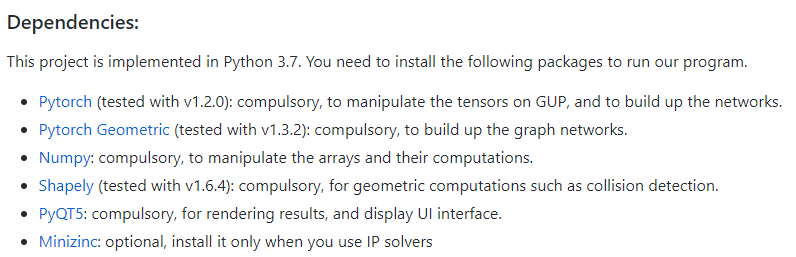 Dependencies:
This project is implemented in Python 3.7. You need to install the following packages to run our program.
• Pytorch (tested with v1.2.0): compulsory, to manipulate the tensors on GUP, and to build up the networks.
• Pytorch Geometric (tested with v1.3.2): compulsory, to build up the graph networks.
• Numpy: compulsory, to manipulate the arrays and their computations.
• Shapely (tested with v1.6.4): compulsory, for geometric computations such as collision detection.
• PyQT5: compulsory, for rendering results, and display UI interface.
• Minizinc: optional, install it only when you use IP solvers